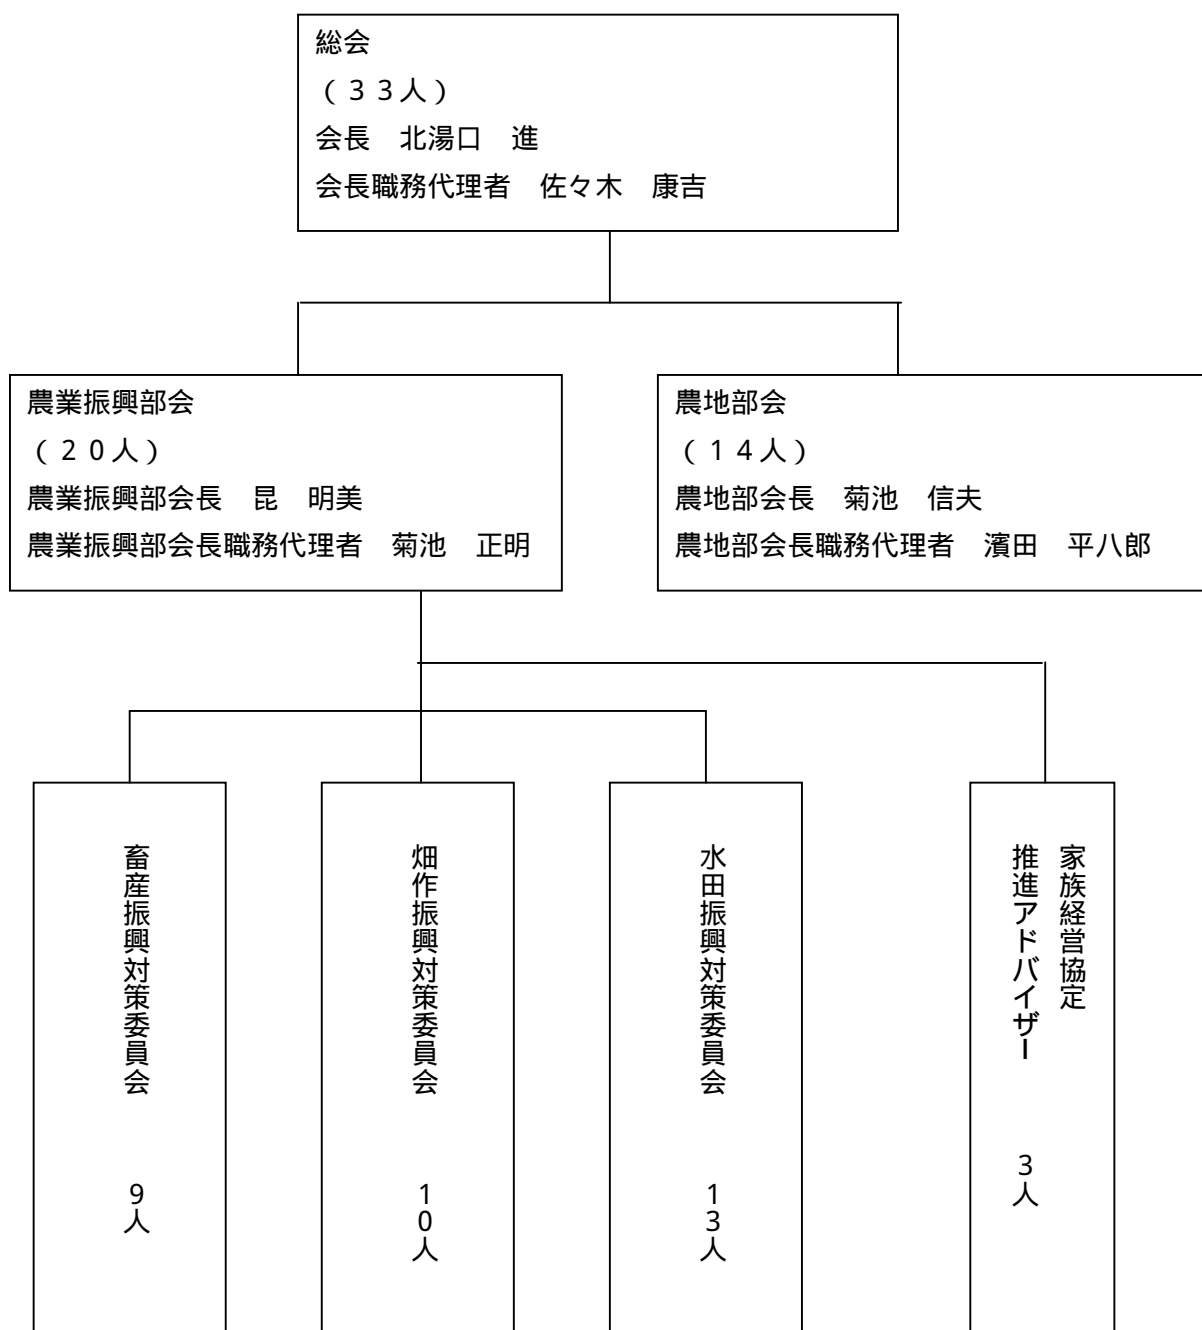 総会
（３３人）
会長　北湯口　進
会長職務代理者　佐々木　康吉
農業振興部会
（２０人）
農業振興部会長　昆　明美
農業振興部会長職務代理者　菊池　正明
農地部会
（１４人）
農地部会長　菊池　信夫
農地部会長職務代理者　濱田　平八郎
畜産振興対策委員会　９人
畑作振興対策委員会　１０人
水田振興対策委員会　１３人
家族経営協定
推進アドバイザー　３人